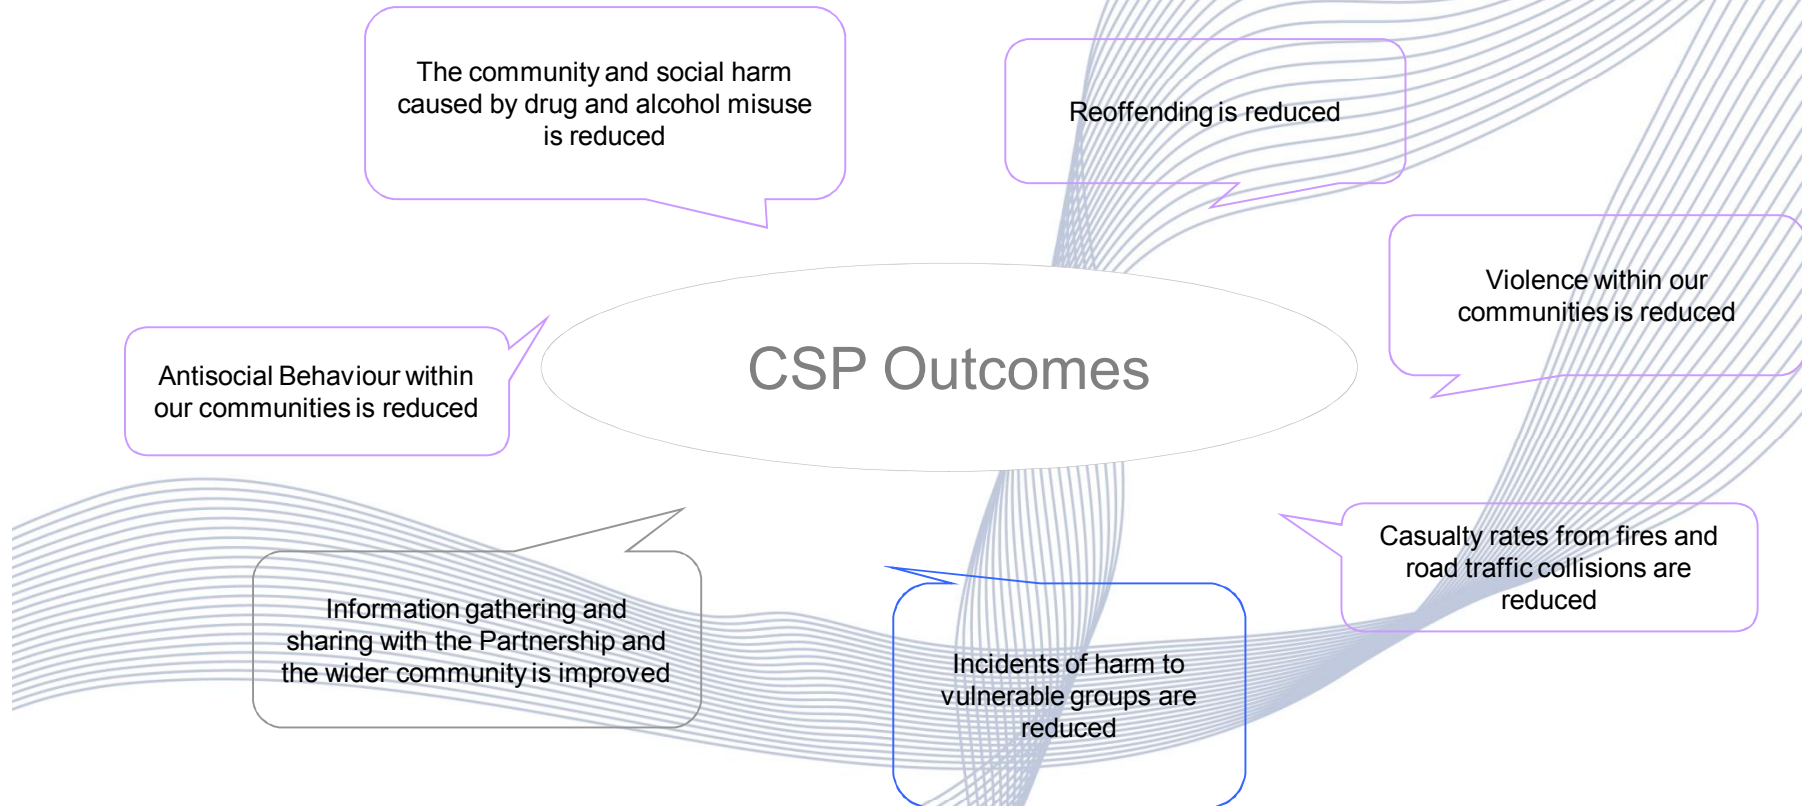 The community and social harm
caused by drug and alcohol misuse
is reduced
Reoffending is reduced
Violence within our
communities is reduced
CSP Outcomes
Antisocial Behaviour within
our communities is reduced
Casualty rates from fires and
road traffic collisions are
reduced
Information gathering and
sharing with the Partnership and
the wider community is improved
Incidents of harm to
vulnerable groups are
reduced